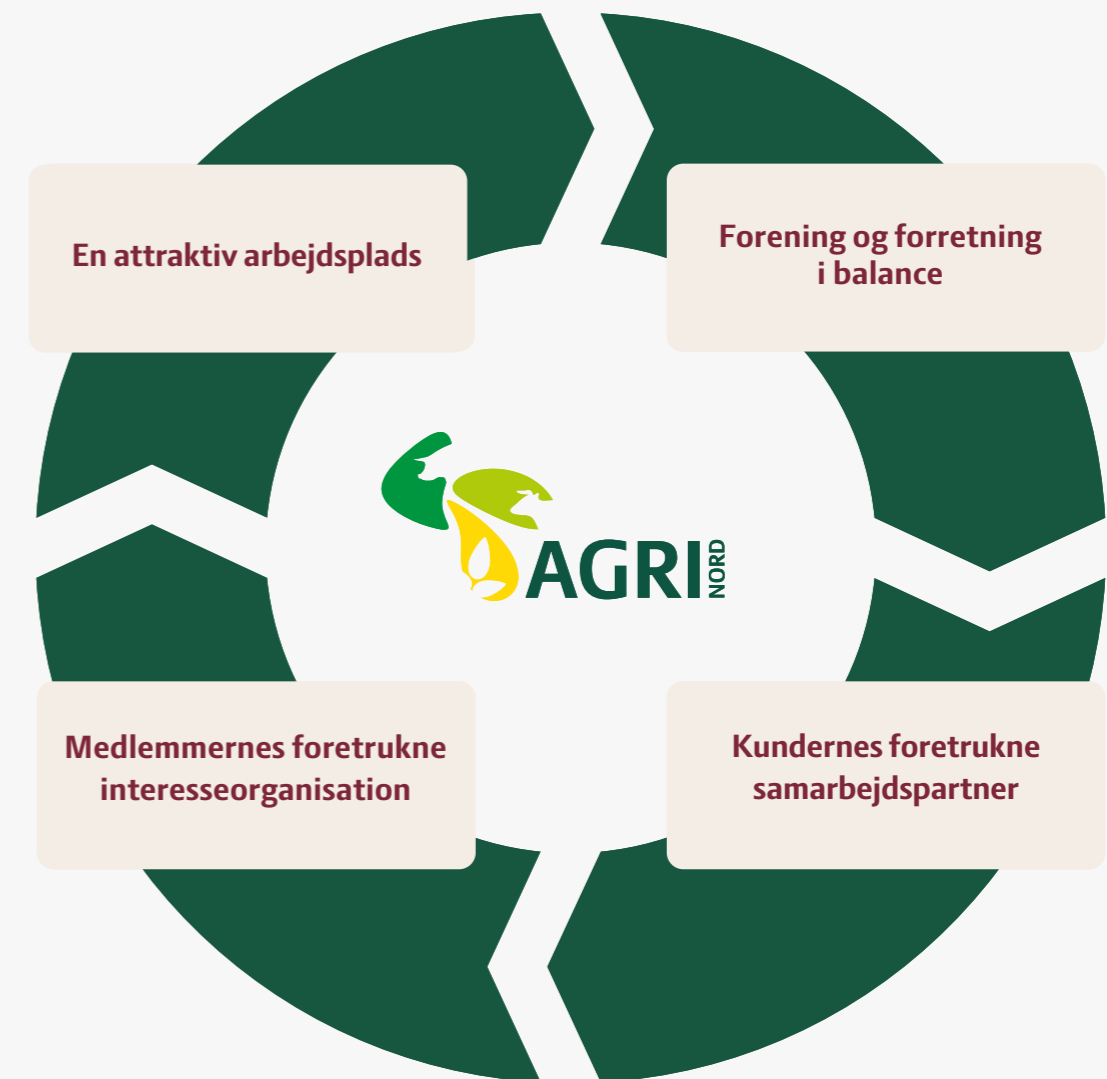 En attraktiv arbejdsplads
Forening og forretning
i balance
AGRI NORD
Medlemmernes foretrukne
interesseorganisation
Kundernes foretrukne
samarbejdspartner